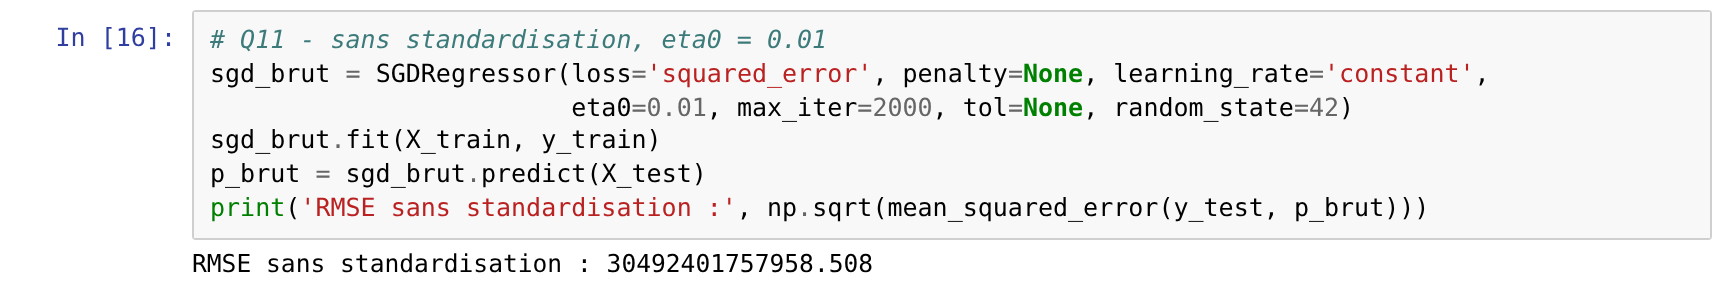 In [16]:
# Q11 - sans standardisation, eta0 = 0.01
sgd_brut = SGDRegressor(loss='squared_error', penalty=None, learning_rate='constant',
                        eta0=0.01, max_iter=2000, tol=None, random_state=42)
sgd_brut.fit(X_train, y_train)
p_brut = sgd_brut.predict(X_test)
print('RMSE sans standardisation :', np.sqrt(mean_squared_error(y_test, p_brut)))
RMSE sans standardisation : 30492401757958.508